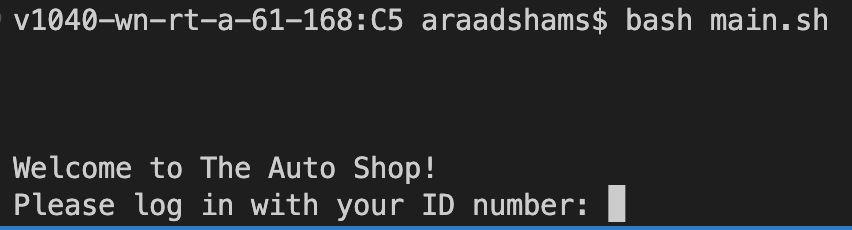 v1040-wn-rt-a-61-168:C5 araadshams$ bash main.sh
Welcome to The Auto Shop!
Please log in with your ID number: